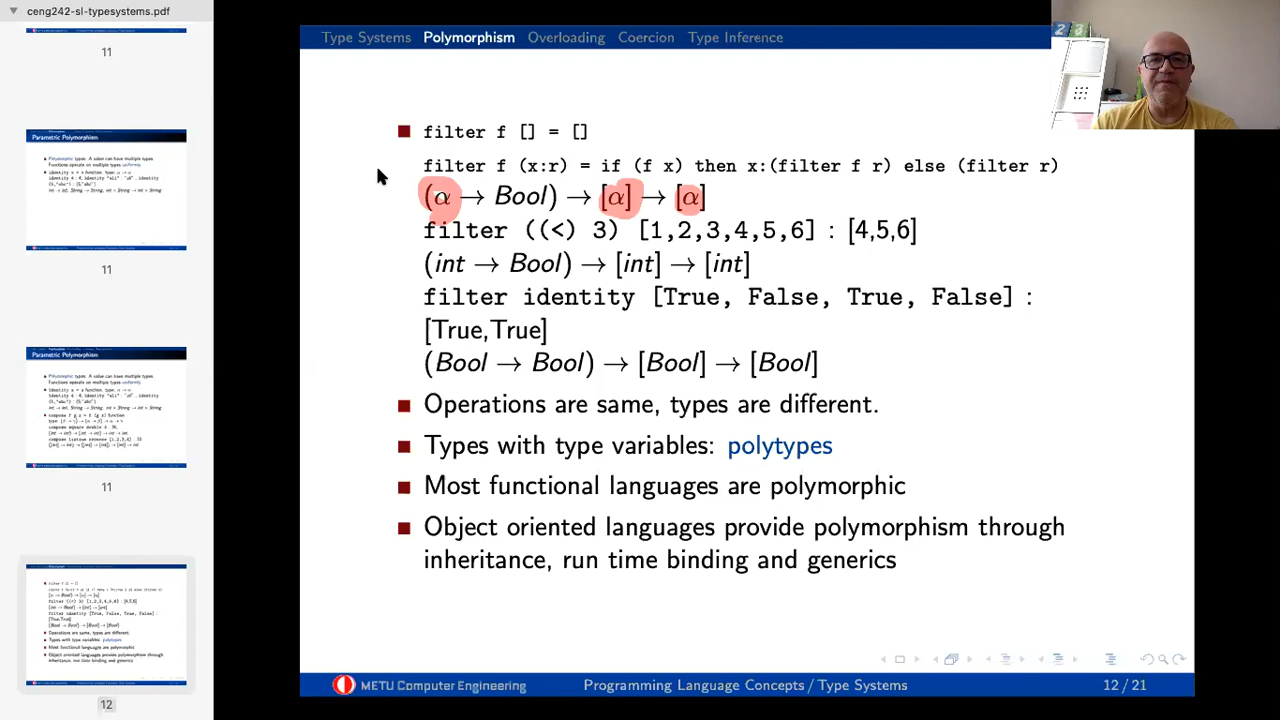 ceng242-sl-typesystems.pdf
11
Parametric Polymorphism
11
Parametric Polymorphism
11
12
Type Systems Polymorphism Overloading Coercion Type Inference
filter f [] = []
filter f (x:r) = if (f x) then x:(filter f r) else (filter r)
(α → Bool) → [α] → [α]
filter ((<) 3) [1,2,3,4,5,6] : [4,5,6]
(int → Bool) → [int] → [int]
filter identity [True, False, True, False] :
[True,True]
(Bool → Bool) → [Bool] → [Bool]
Operations are same, types are different.
Types with type variables: polytypes
Most functional languages are polymorphic
Object oriented languages provide polymorphism through
inheritance, run time binding and generics
METU Computer Engineering Programming Language Concepts / Type Systems 12 / 21